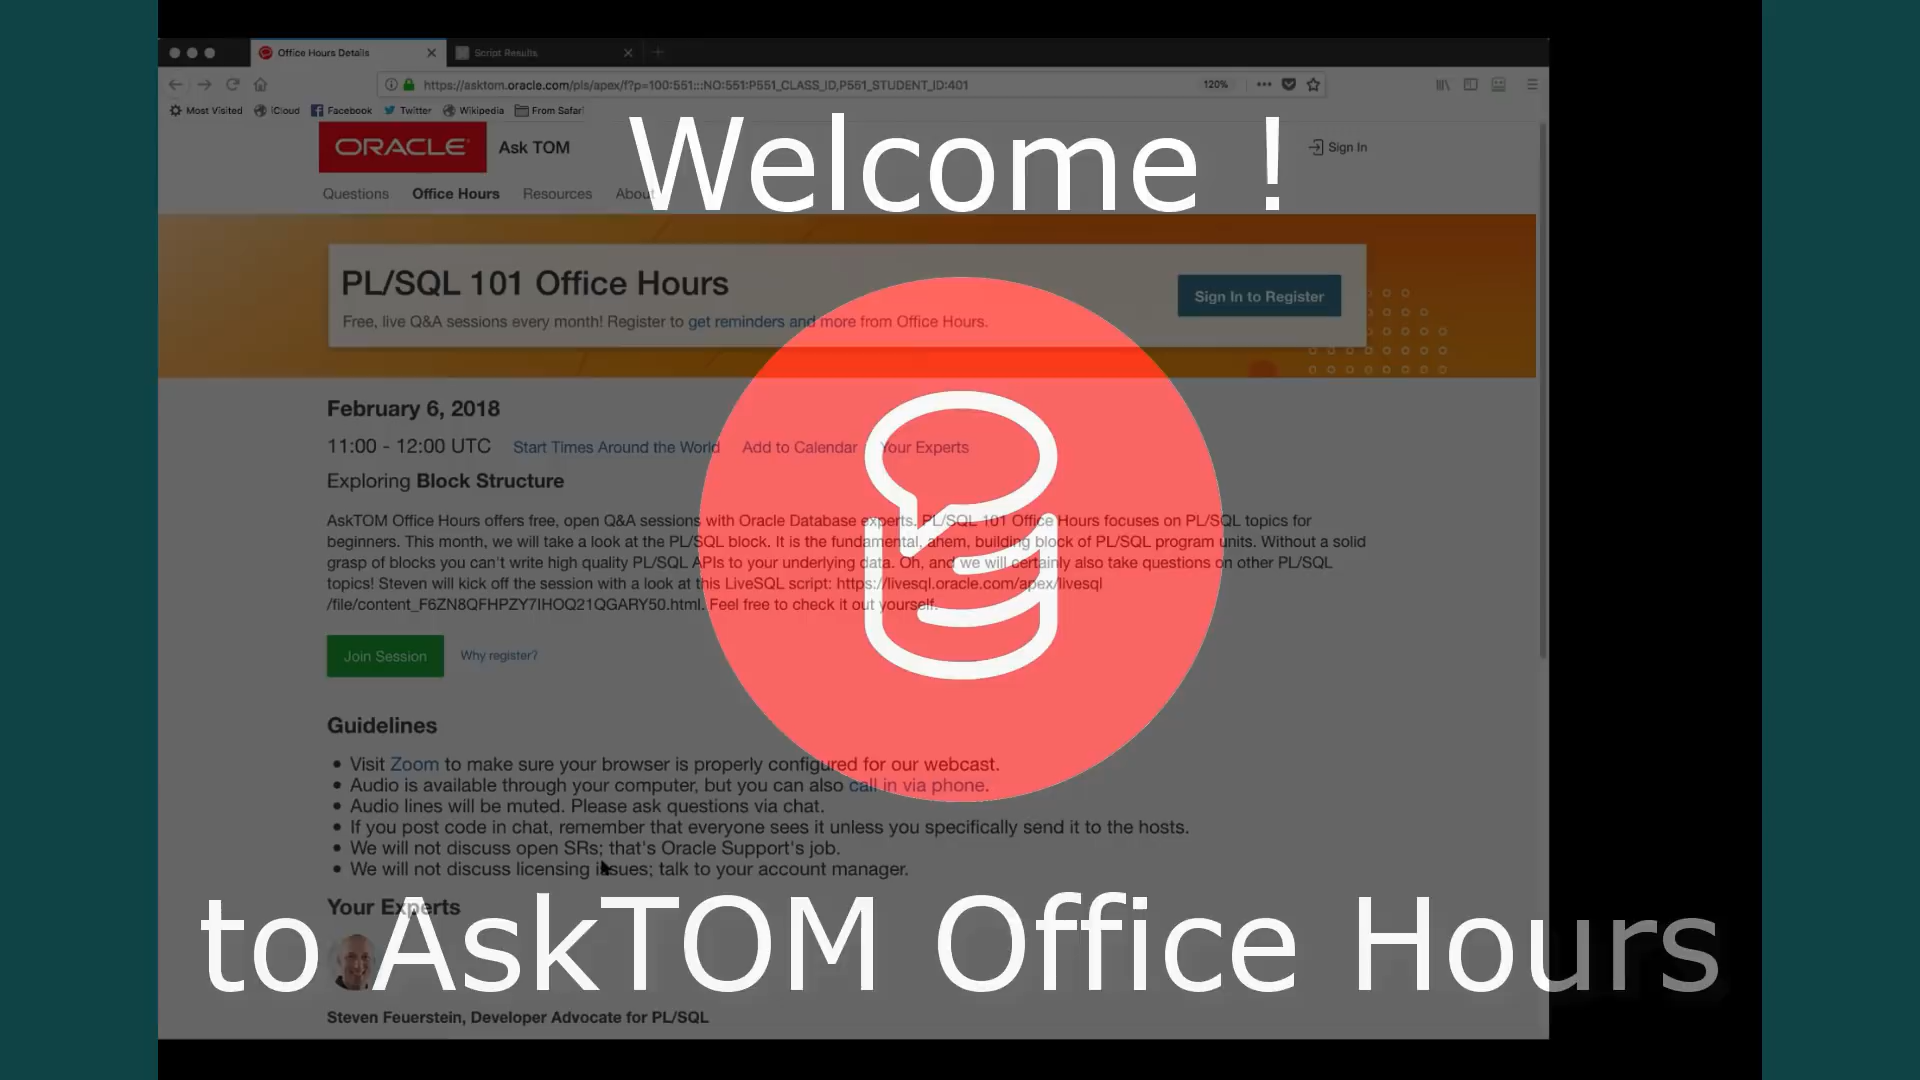 Office Hours Details
Script Results
https://asktom.oracle.com/pls/apex/f?p=100:551:::NO:551:P551_CLASS_ID,P551_STUDENT_ID:401
120%
Most Visited
iCloud
Facebook
Twitter
Wikipedia
From Safari
Welcome !
ORACLE
Ask TOM
Sign In
Questions
Office Hours
Resources
About
PL/SQL 101 Office Hours
Sign In to Register
Free, live Q&A sessions every month! Register to get reminders and more from Office Hours.
February 6, 2018
11:00 - 12:00 UTC
Start Times Around the World
Add to Calendar
Your Experts
Exploring Block Structure
AskTOM Office Hours offers free, open Q&A sessions with Oracle Database experts. PL/SQL 101 Office Hours focuses on PL/SQL topics for
beginners. This month, we will take a look at the PL/SQL block. It is the fundamental, ahem, building block of PL/SQL program units. Without a solid
grasp of blocks you can't write high quality PL/SQL APIs to your underlying data. Oh, and we will certainly also take questions on other PL/SQL
topics! Steven will kick off the session with a look at this LiveSQL script: https://livesql.oracle.com/apex/livesql
/file/content_F6ZN8QFHPZY7IHOQ21QGARY50.html. Feel free to check it out yourself.
Join Session
Why register?
Guidelines
Visit Zoom to make sure your browser is properly configured for our webcast.
Audio is available through your computer, but you can also call in via phone.
Audio lines will be muted. Please ask questions via chat.
If you post code in chat, remember that everyone sees it unless you specifically send it to the hosts.
We will not discuss open SRs; that's Oracle Support's job.
We will not discuss licensing issues; talk to your account manager.
Your Experts
to AskTOM Office Hours
Steven Feuerstein, Developer Advocate for PL/SQL